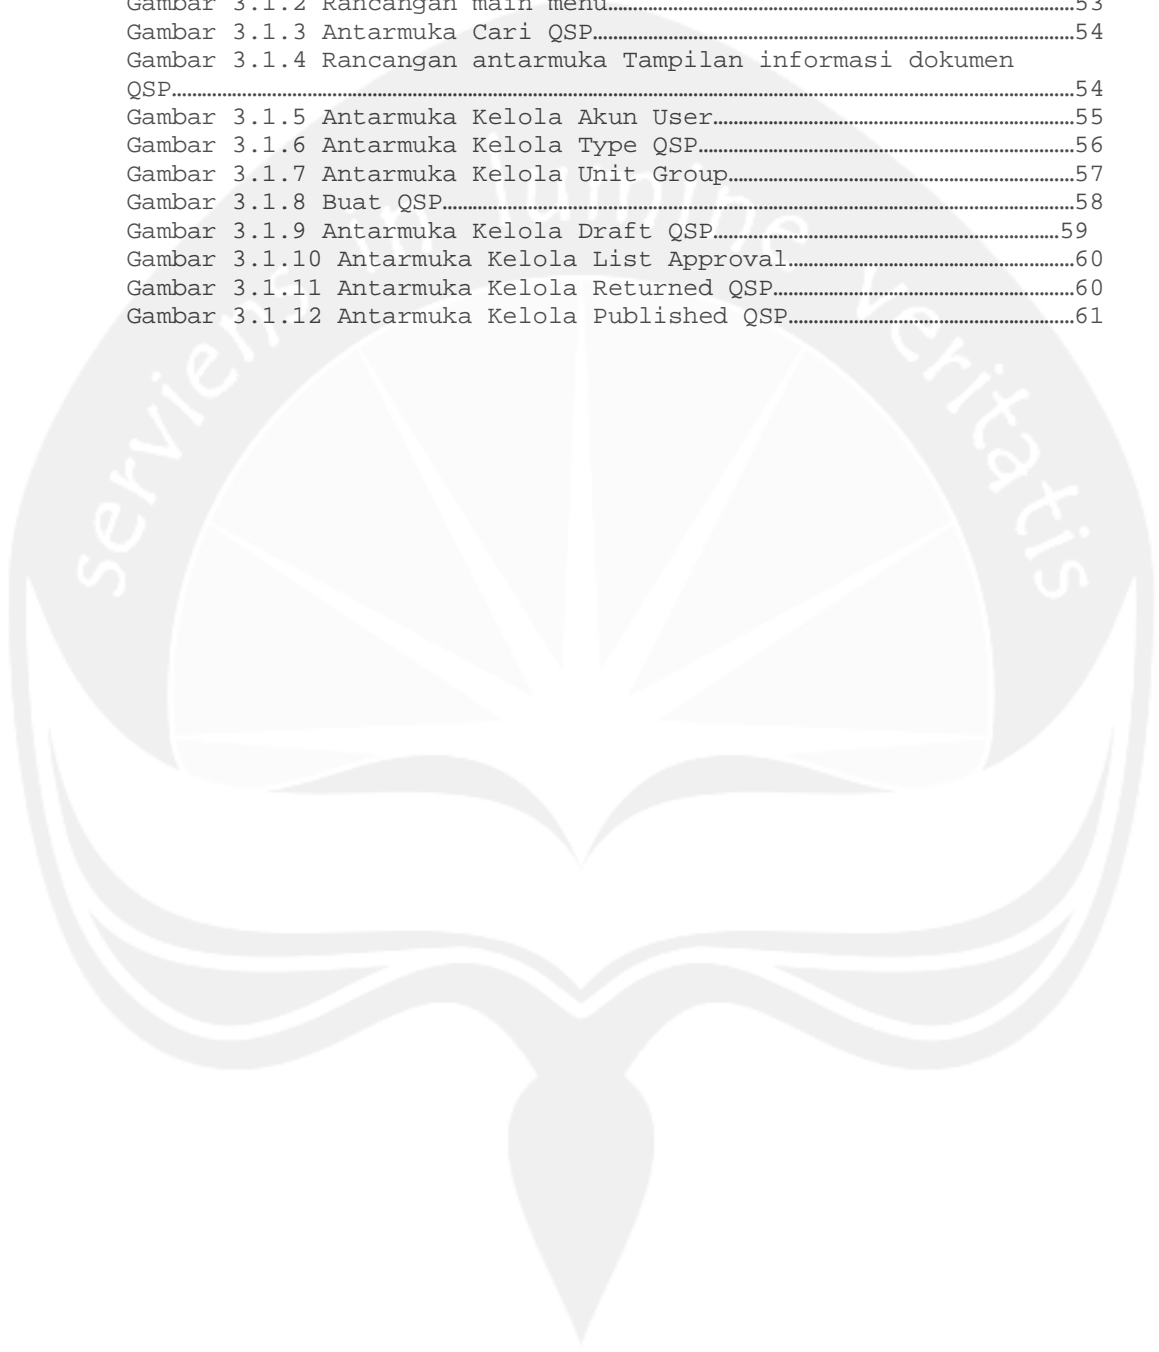 Gambar 3.1.2 Rancangan main menu……………………………………………………53
Gambar 3.1.3 Antarmuka Cari QSP……………………………………………………54
Gambar 3.1.4 Rancangan antarmuka Tampilan informasi dokumen
QSP……………………………………………………54
Gambar 3.1.5 Antarmuka Kelola Akun User……………………………………………………55
Gambar 3.1.6 Antarmuka Kelola Type QSP……………………………………………………56
Gambar 3.1.7 Antarmuka Kelola Unit Group……………………………………………………57
Gambar 3.1.8 Buat QSP……………………………………………………58
Gambar 3.1.9 Antarmuka Kelola Draft QSP……………………………………………………59
Gambar 3.1.10 Antarmuka Kelola List Approval……………………………………………………60
Gambar 3.1.11 Antarmuka Kelola Returned QSP……………………………………………………60
Gambar 3.1.12 Antarmuka Kelola Published QSP……………………………………………………61
serviens in lumine veritatis